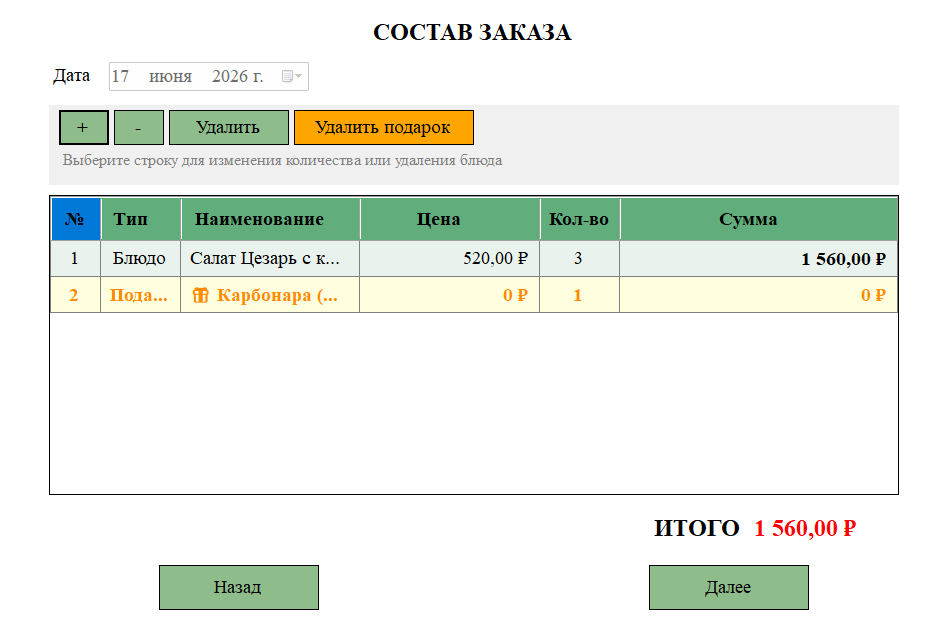 СОСТАВ ЗАКАЗА
Дата 17 июня 2026 г.
+ - Удалить Удалить подарок
Выберите строку для изменения количества или удаления блюда
№ Тип Наименование Цена Кол-во Сумма
1 Блюдо Салат Цезарь с к... 520,00 ₽ 3 1 560,00 ₽
2 Пода... Карбонара (... 0 ₽ 1 0 ₽
ИТОГО 1 560,00 ₽
Назад Далее